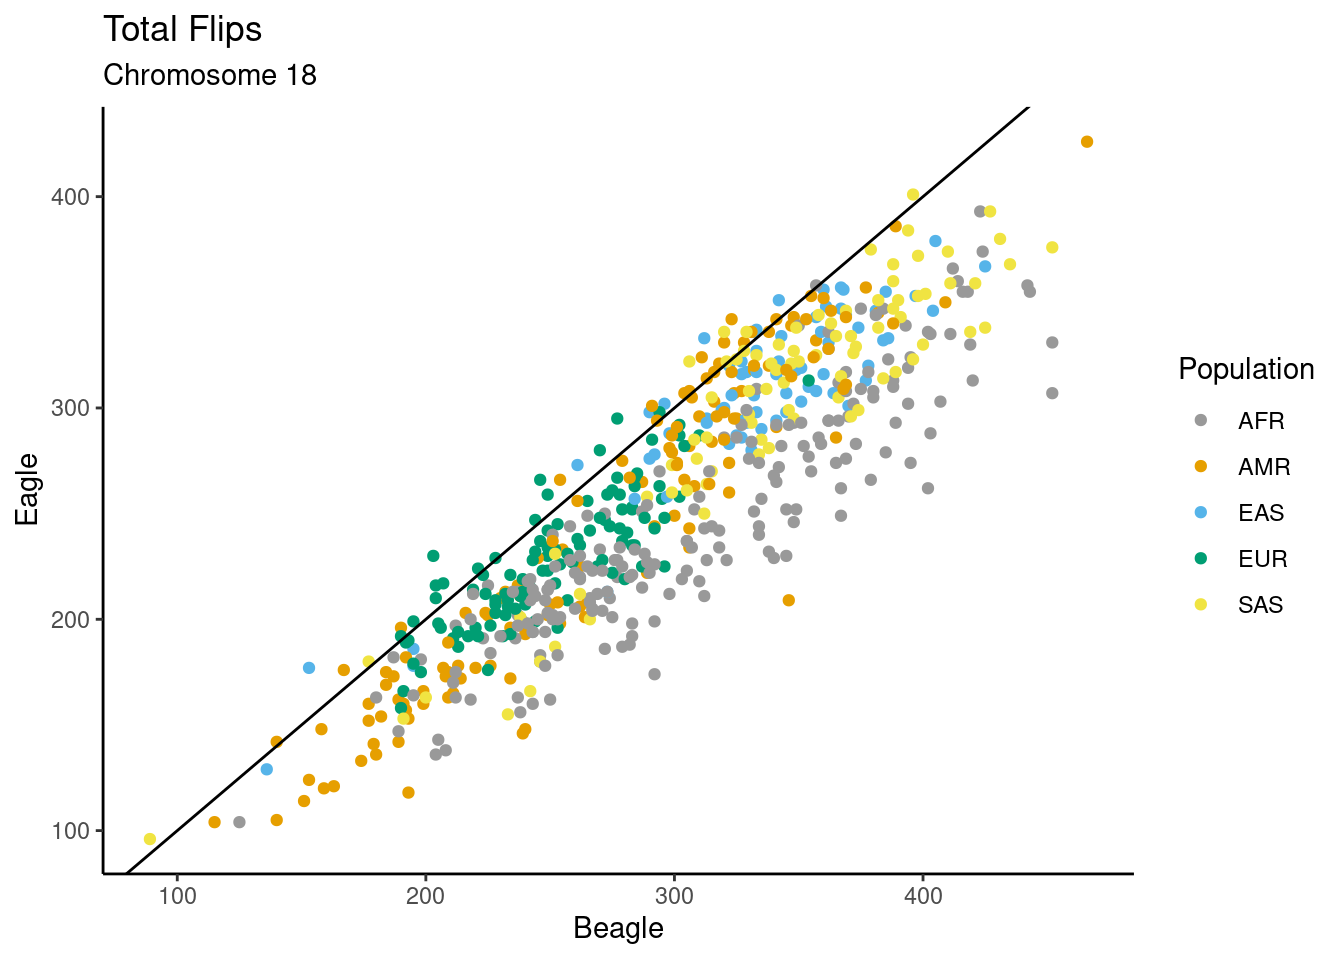 Total Flips
Chromosome 18
Eagle
400
300
200
100
100 200 300 400
Beagle
Population
AFR
AMR
EAS
EUR
SAS